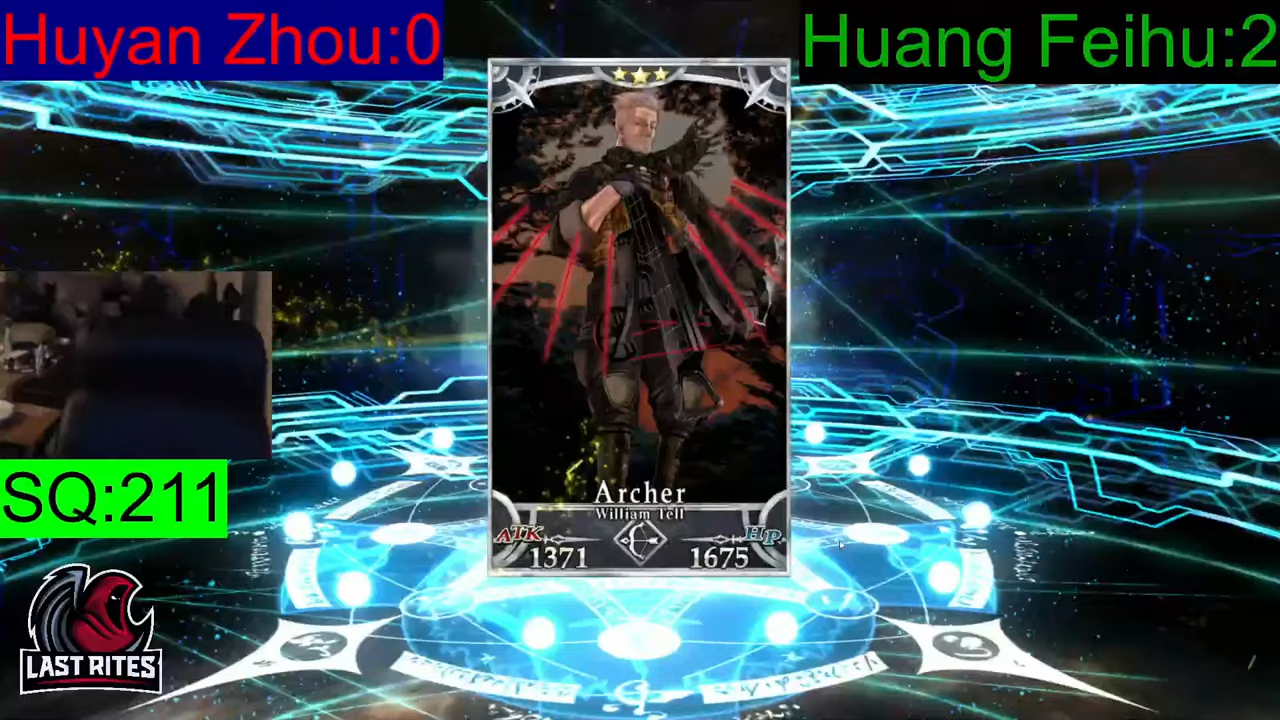 Huyan Zhou:0
Huang Feihu:2
SQ:211
Archer
William Tell
ATK
HP
1371
1675
LAST RITES